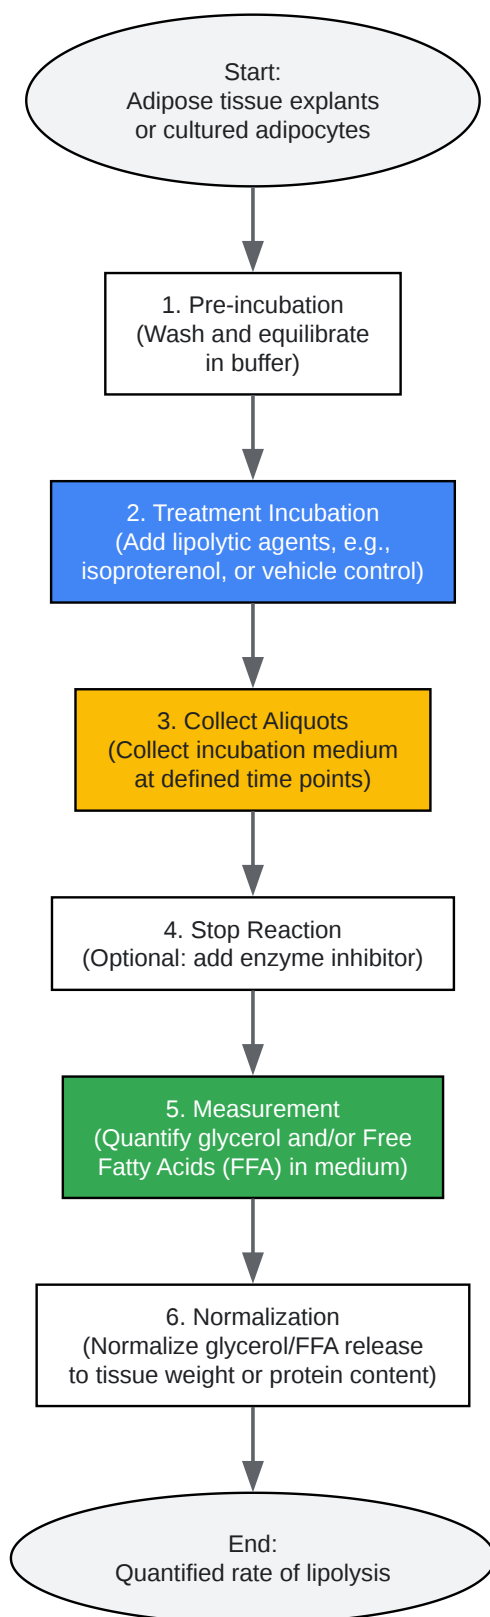 Start:
Adipose tissue explants
or cultured adipocytes
1. Pre-incubation
(Wash and equilibrate
in buffer)
2. Treatment Incubation
(Add lipolytic agents, e.g.,
isoproterenol, or vehicle control)
3. Collect Aliquots
(Collect incubation medium
at defined time points)
4. Stop Reaction
(Optional: add enzyme inhibitor)
5. Measurement
(Quantify glycerol and/or Free
Fatty Acids (FFA) in medium)
6. Normalization
(Normalize glycerol/FFA release
to tissue weight or protein content)
End:
Quantified rate of lipolysis